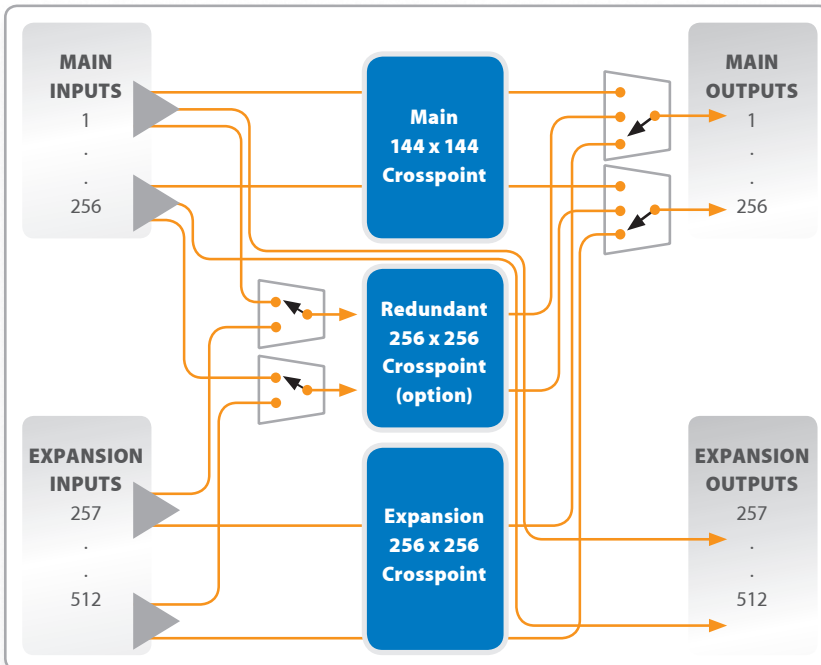 MAIN
INPUTS
1
.
.
256
Main
144 x 144
Crosspoint
MAIN
OUTPUTS
1
.
.
256
Redundant
256 x 256
Crosspoint
(option)
EXPANSION
INPUTS
257
.
.
512
Expansion
256 x 256
Crosspoint
EXPANSION
OUTPUTS
257
.
.
512